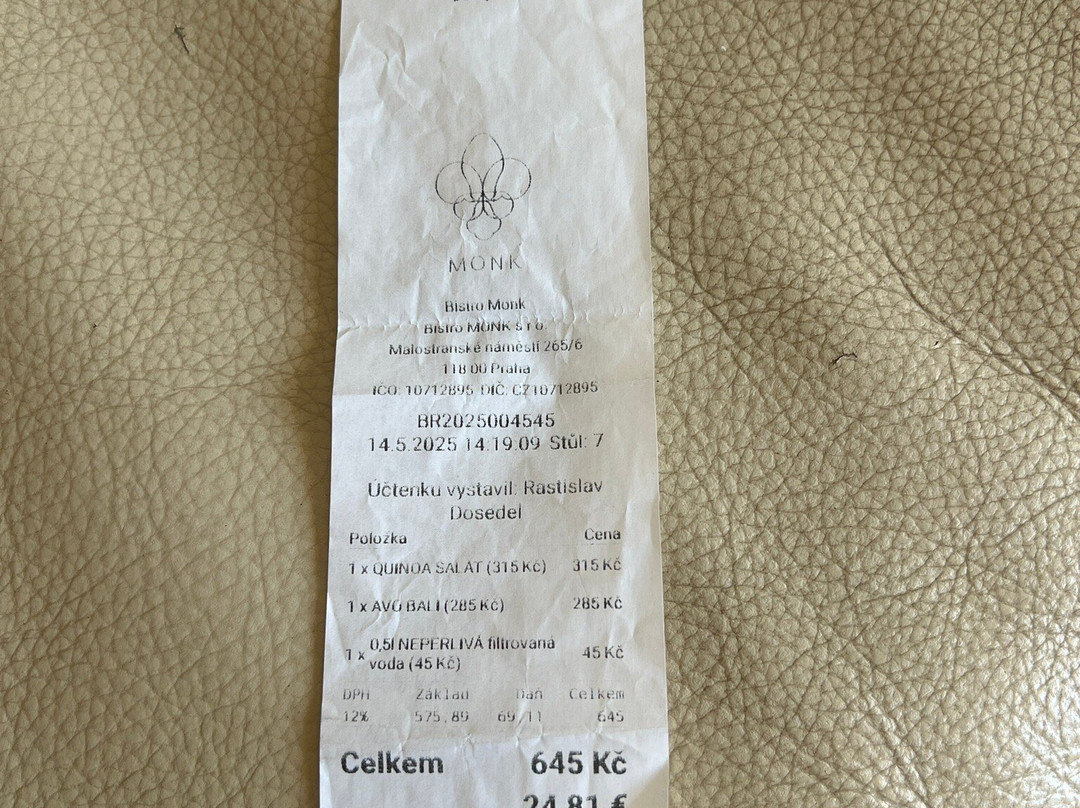 MONK
Bistro Monk
Bistro MONK s.r.o.
Malostranské náměstí 265/6
118 00 Praha
IČO: 10712895 DIČ: CZ10712895
BR2025004545
14.5.2025 14:19:09 Stůl: 7
Účtenku vystavil: Rastislav
Dosedel
Položka Cena
1 x QUINOA SALÁT (315 Kč) 315 Kč
1 x AVO BALI (285 Kč) 285 Kč
1 x 0,5l NEPERLIVÁ filtrovaná
voda (45 Kč) 45 Kč
DPH Základ Daň Celkem
12% 575,89 69,11 645
Celkem 645 Kč
24,81 €